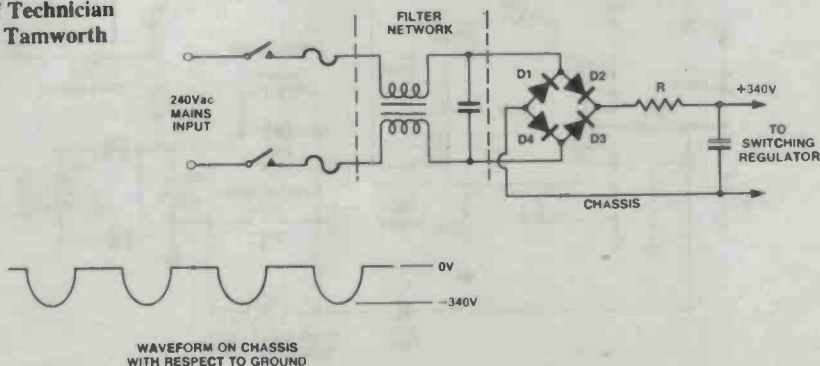 Technician
Tamworth
FILTER
NETWORK
240Vac
MAINS
INPUT
D1
D2
D4
D3
R
+340V
TO
SWITCHING
REGULATOR
CHASSIS
0V
-340V
WAVEFORM ON CHASSIS
WITH RESPECT TO GROUND